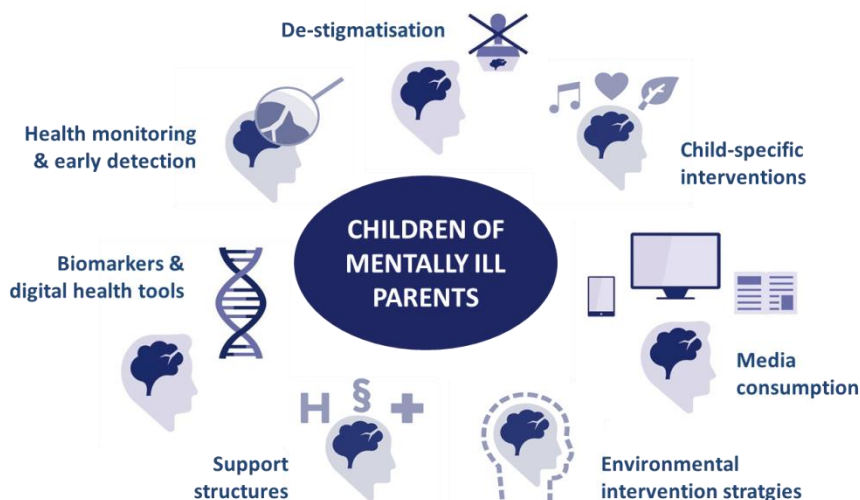 De-stigmatisation
Health monitoring
& early detection
Child-specific
interventions
CHILDREN OF
MENTALLY ILL
PARENTS
Biomarkers &
digital health tools
Media
consumption
H § +
Support
structures
Environmental
intervention stratgies